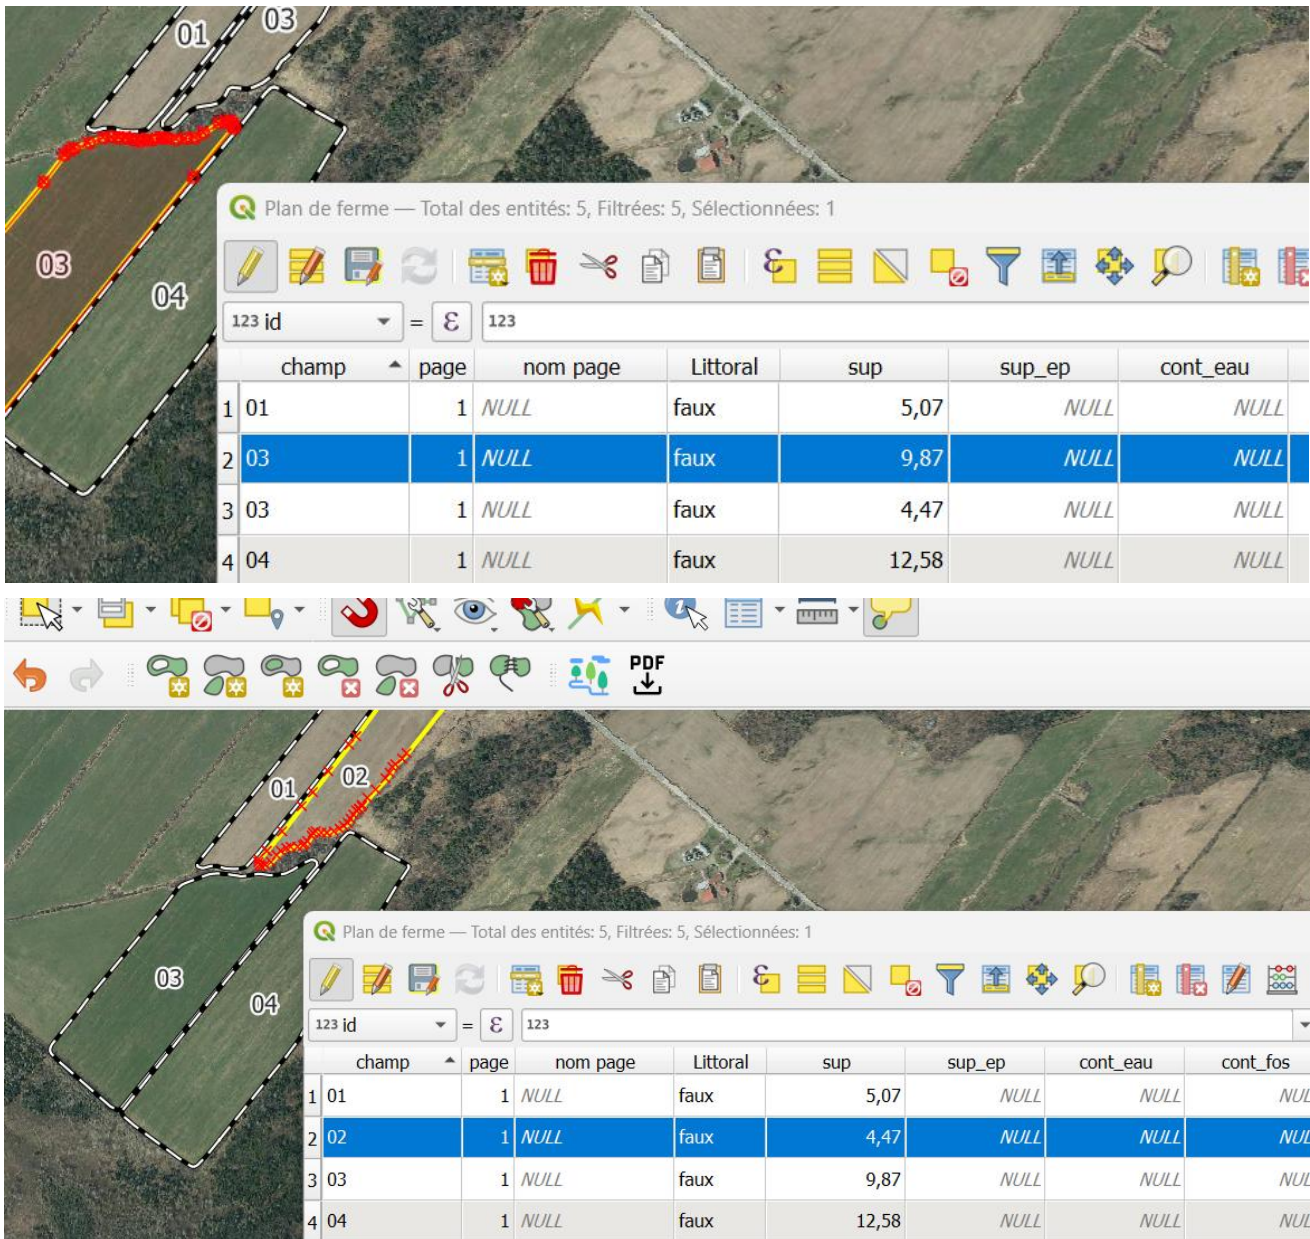 01
03
03
04
Plan de ferme — Total des entités: 5, Filtrées: 5, Sélectionnées: 1
123 id = ε 123
champ page nom page Littoral sup sup_ep cont_eau
1 01 1 NULL faux 5,07 NULL NULL
2 03 1 NULL faux 9,87 NULL NULL
3 03 1 NULL faux 4,47 NULL NULL
4 04 1 NULL faux 12,58 NULL NULL
PDF
01
02
03
04
Plan de ferme — Total des entités: 5, Filtrées: 5, Sélectionnées: 1
123 id = ε 123
champ page nom page Littoral sup sup_ep cont_eau cont_fos
1 01 1 NULL faux 5,07 NULL NULL NUL
2 02 1 NULL faux 4,47 NULL NULL NUL
3 03 1 NULL faux 9,87 NULL NULL NUL
4 04 1 NULL faux 12,58 NULL NULL NUL